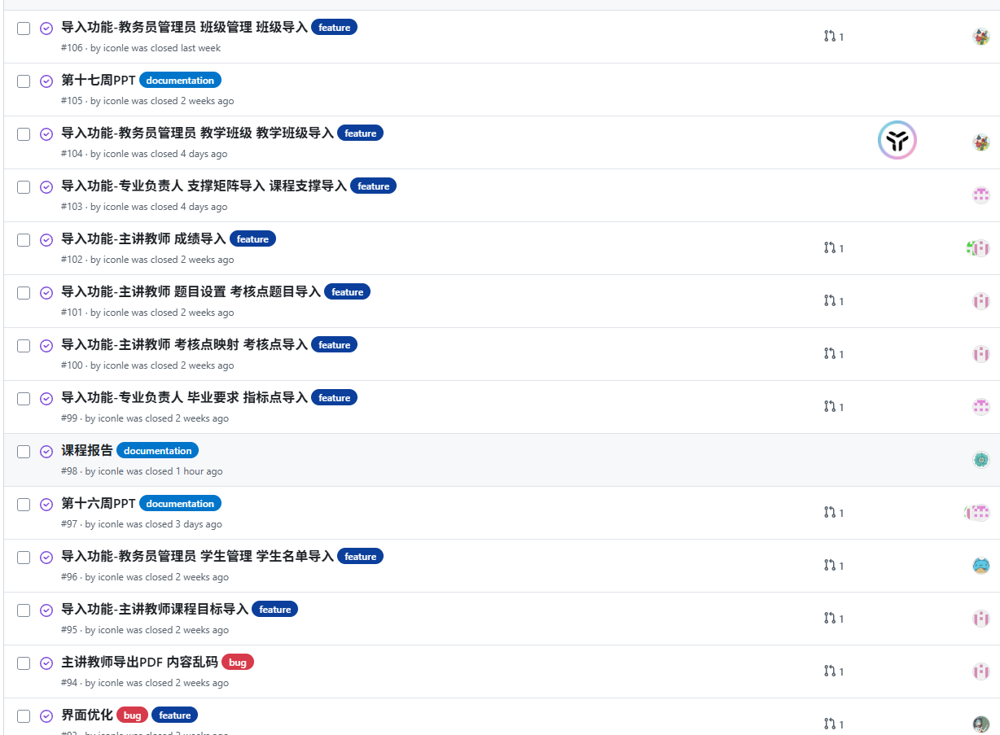 导入功能-教务员管理员 班级管理 班级导入 feature
#106 · by iconle was closed last week
1
第十七周PPT documentation
#105 · by iconle was closed 2 weeks ago
导入功能-教务员管理员 教学班级 教学班级导入 feature
#104 · by iconle was closed 4 days ago
导入功能-专业负责人 支撑矩阵导入 课程支撑导入 feature
#103 · by iconle was closed 4 days ago
导入功能-主讲教师 成绩导入 feature
#102 · by iconle was closed 2 weeks ago
1
导入功能-主讲教师 题目设置 考核点题目导入 feature
#101 · by iconle was closed 2 weeks ago
1
导入功能-主讲教师 考核点映射 考核点导入 feature
#100 · by iconle was closed 2 weeks ago
1
导入功能-专业负责人 毕业要求 指标点导入 feature
#99 · by iconle was closed 2 weeks ago
1
课程报告 documentation
#98 · by iconle was closed 1 hour ago
第十六周PPT documentation
#97 · by iconle was closed 3 days ago
1
导入功能-教务员管理员 学生管理 学生名单导入 feature
#96 · by iconle was closed 2 weeks ago
1
导入功能-主讲教师课程目标导入 feature
#95 · by iconle was closed 2 weeks ago
1
主讲教师导出PDF 内容乱码 bug
#94 · by iconle was closed 2 weeks ago
1
界面优化 bug feature
1